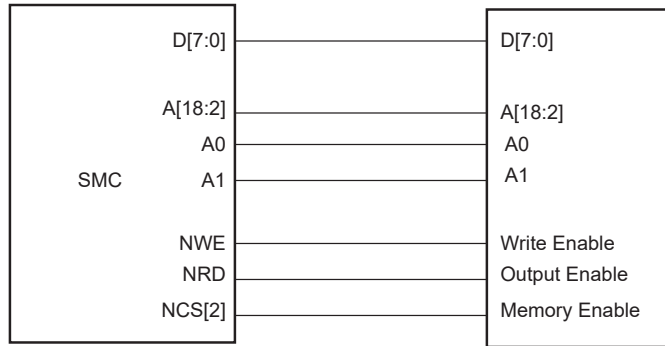 D[7:0] D[7:0]
A[18:2] A[18:2]
A0 A0
SMC A1 A1
NWE Write Enable
NRD Output Enable
NCS[2] Memory Enable